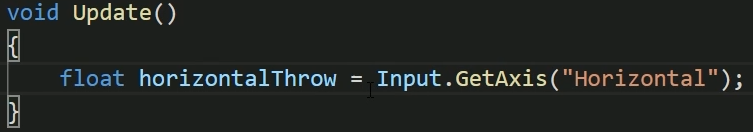 void Update()
{
float horizontalThrow = Input.GetAxis("Horizontal");
}